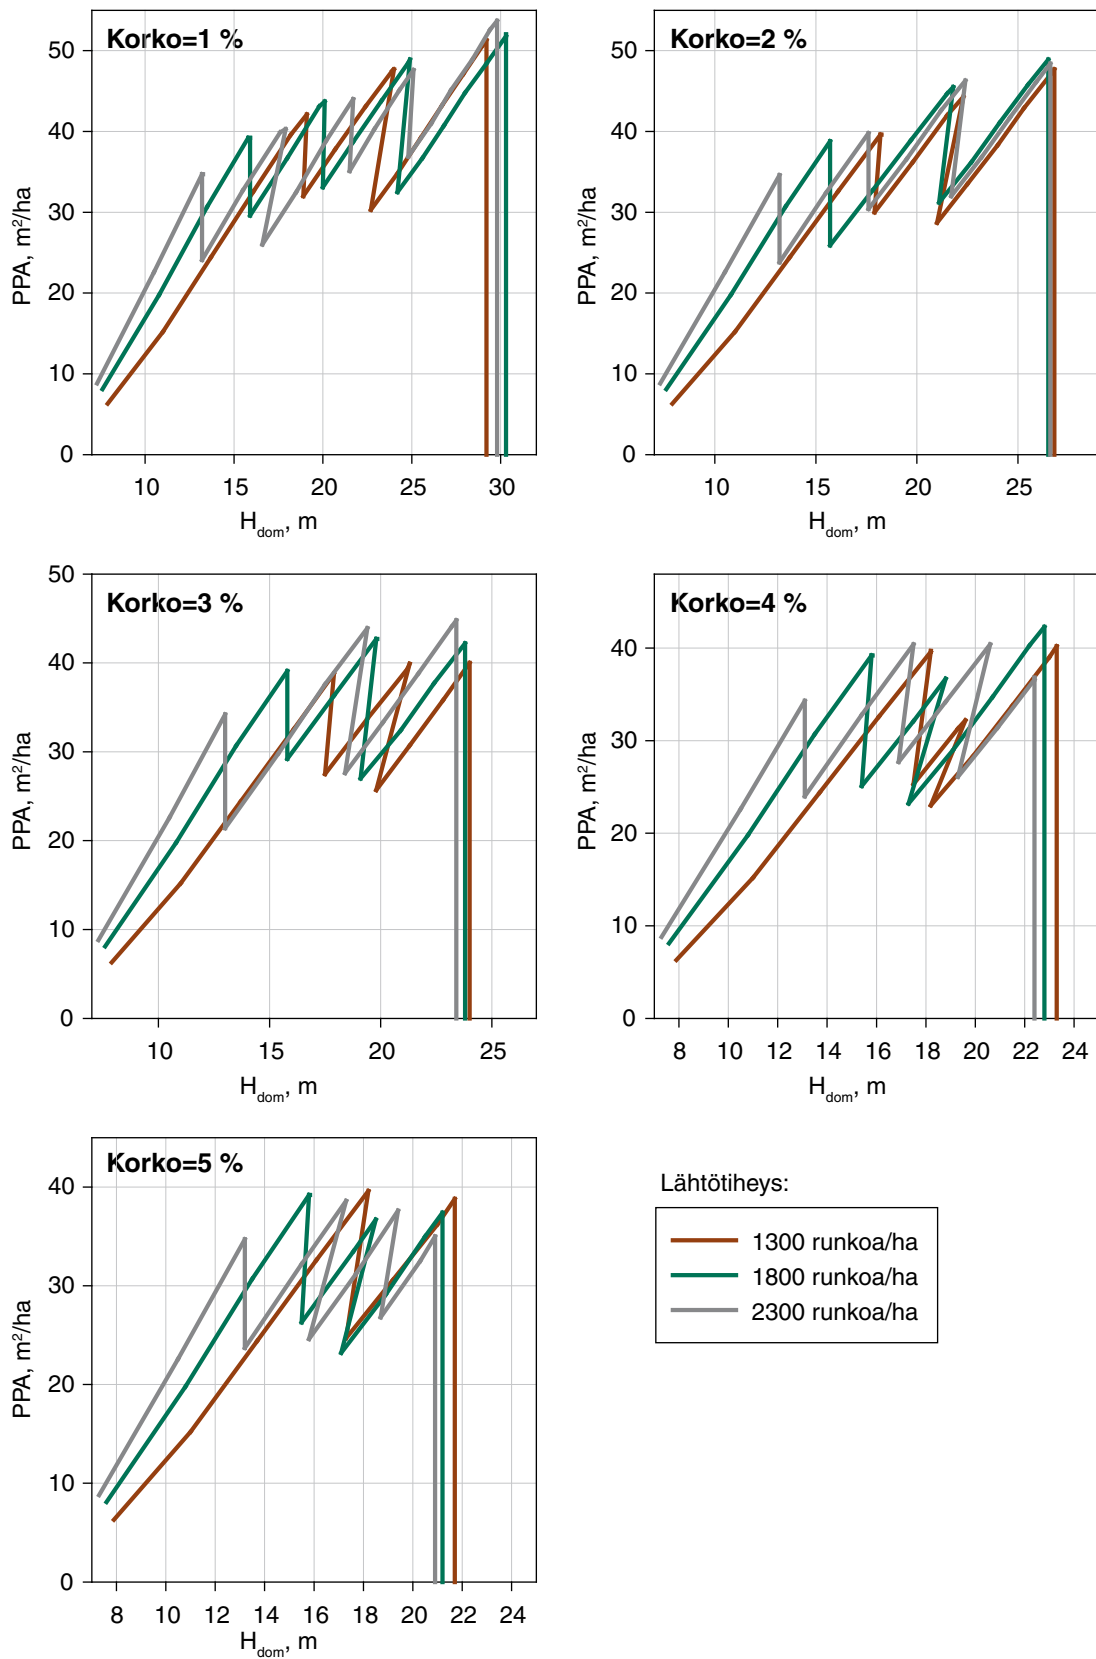 Korko=1 %
50
40
30
20
10
0
PPA, m²/ha
10 15 20 25 30
H_dom, m
Korko=2 %
50
40
30
20
10
0
PPA, m²/ha
10 15 20 25
H_dom, m
Korko=3 %
50
40
30
20
10
0
PPA, m²/ha
10 15 20 25
H_dom, m
Korko=4 %
40
30
20
10
0
PPA, m²/ha
8 10 12 14 16 18 20 22 24
H_dom, m
Korko=5 %
40
30
20
10
0
PPA, m²/ha
8 10 12 14 16 18 20 22 24
H_dom, m
Lähtötiheys:
1300 runkoa/ha
1800 runkoa/ha
2300 runkoa/ha